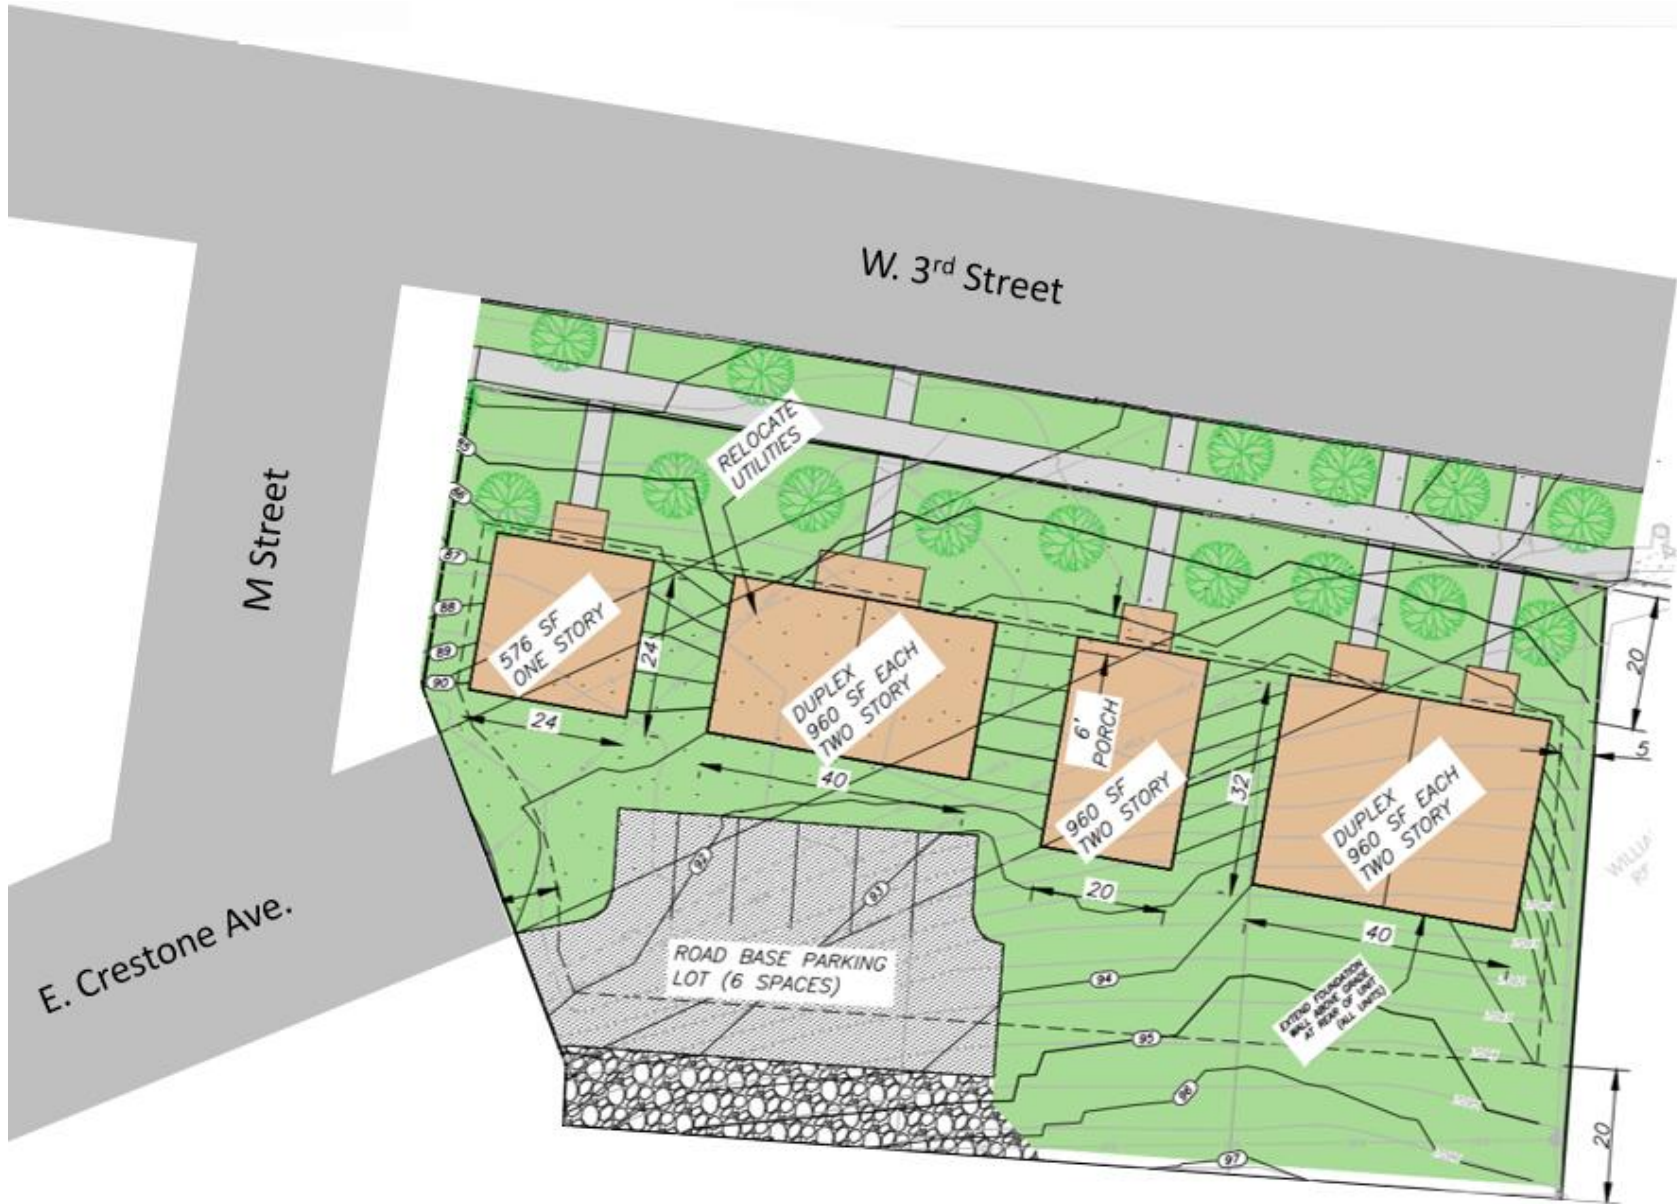 W. 3rd Street
M Street
E. Crestone Ave.
RELOCATE
UTILITIES
85
86
87
88
89
90
576 SF
ONE STORY
24
24
DUPLEX
960 SF EACH
TWO STORY
40
6'
PORCH
960 SF
TWO STORY
20
32
DUPLEX
960 SF EACH
TWO STORY
40
20
5
92
93
ROAD BASE PARKING
LOT (6 SPACES)
94
95
96
97
EXTEND FOUNDATION
WALL ABOVE GRADE
AT REAR OF UNIT
(ALL UNITS)
20